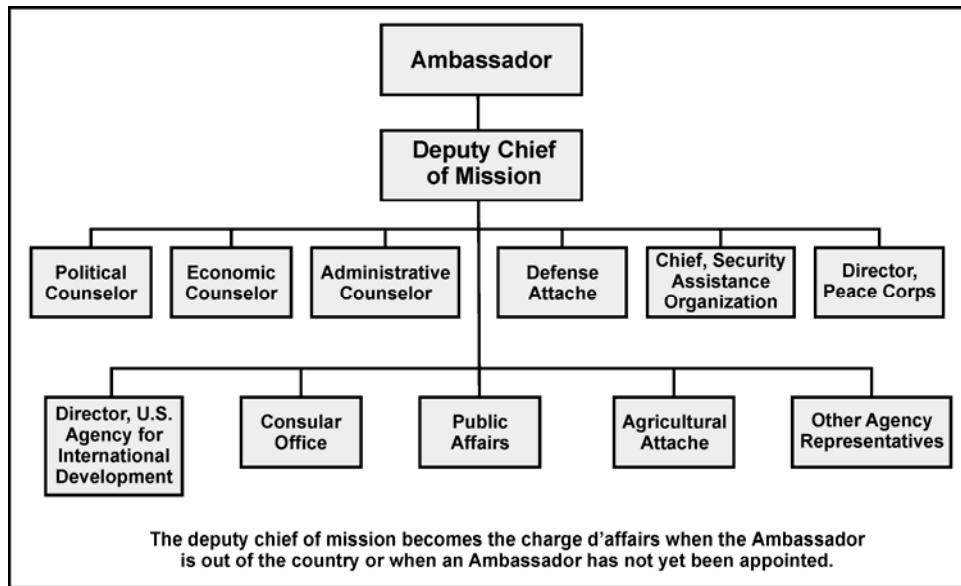 Ambassador
Deputy Chief
of Mission
Political
Counselor
Economic
Counselor
Administrative
Counselor
Defense
Attache
Chief, Security
Assistance
Organization
Director,
Peace Corps
Director, U.S.
Agency for
International
Development
Consular
Office
Public
Affairs
Agricultural
Attache
Other Agency
Representatives
The deputy chief of mission becomes the charge d’affairs when the Ambassador
is out of the country or when an Ambassador has not yet been appointed.